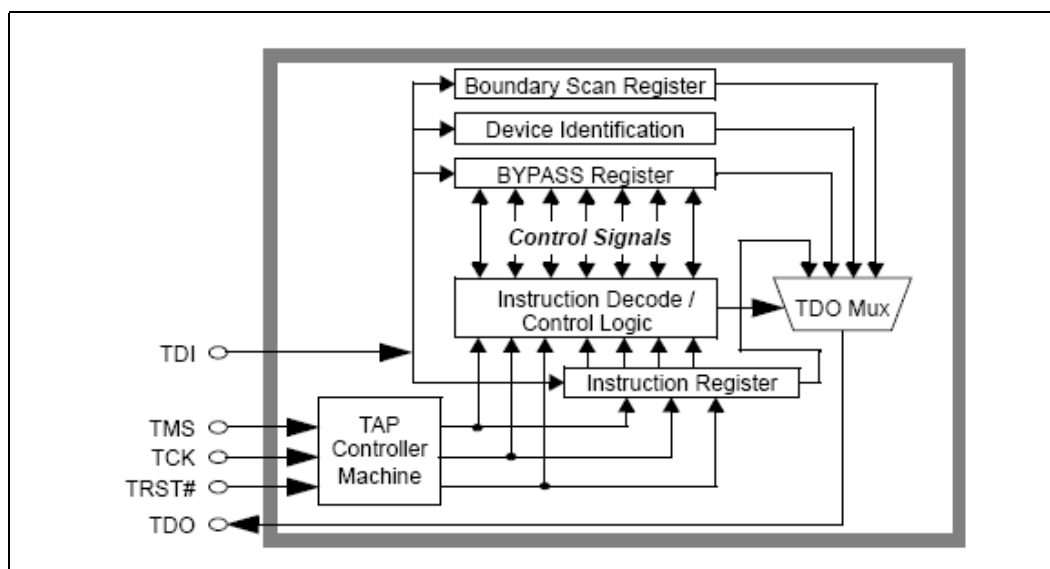 Boundary Scan Register
Device Identification
BYPASS Register
Control Signals
Instruction Decode /
Control Logic
TDO Mux
TDI
Instruction Register
TMS
TCK
TRST#
TDO
TAP
Controller
Machine